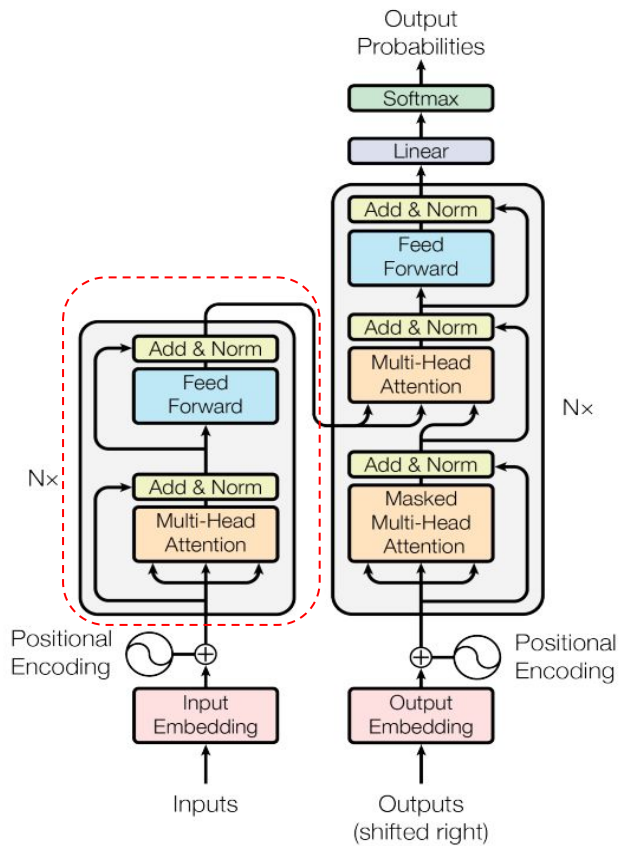 Output
Probabilities
Softmax
Linear
Add & Norm
Feed
Forward
Add & Norm
Multi-Head
Attention
Add & Norm
Feed
Forward
N×
N×
Add & Norm
Masked
Multi-Head
Attention
Add & Norm
Multi-Head
Attention
Positional
Encoding
Positional
Encoding
Input
Embedding
Output
Embedding
Inputs
Outputs
(shifted right)